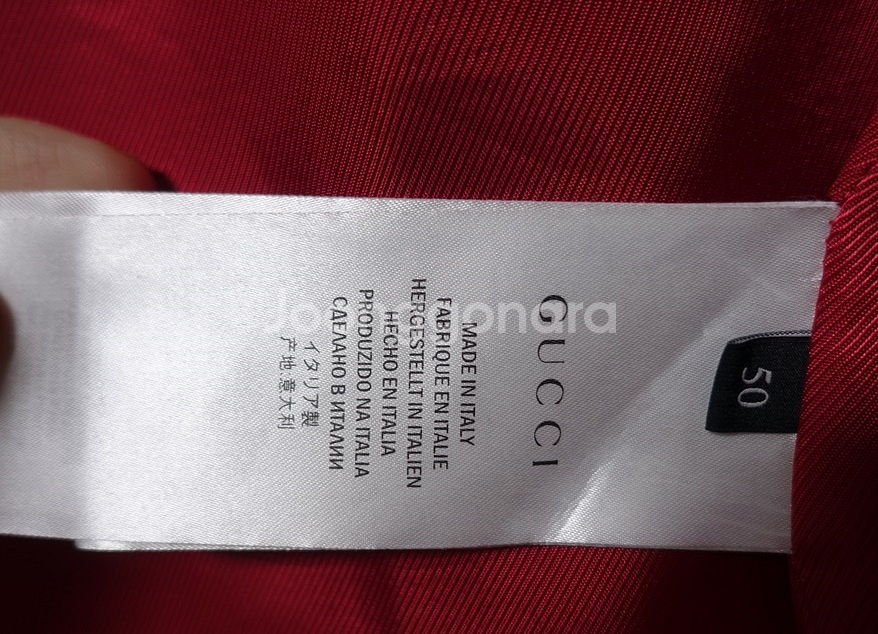 50
GUCCI
MADE IN ITALY
FABRIQUE EN ITALIE
HERGESTELLT IN ITALIEN
HECHO EN ITALIA
PRODUZIDO NA ITALIA
СДЕЛАНО В ИТАЛИИ
イタリア製
产地:意大利
Joonggonara